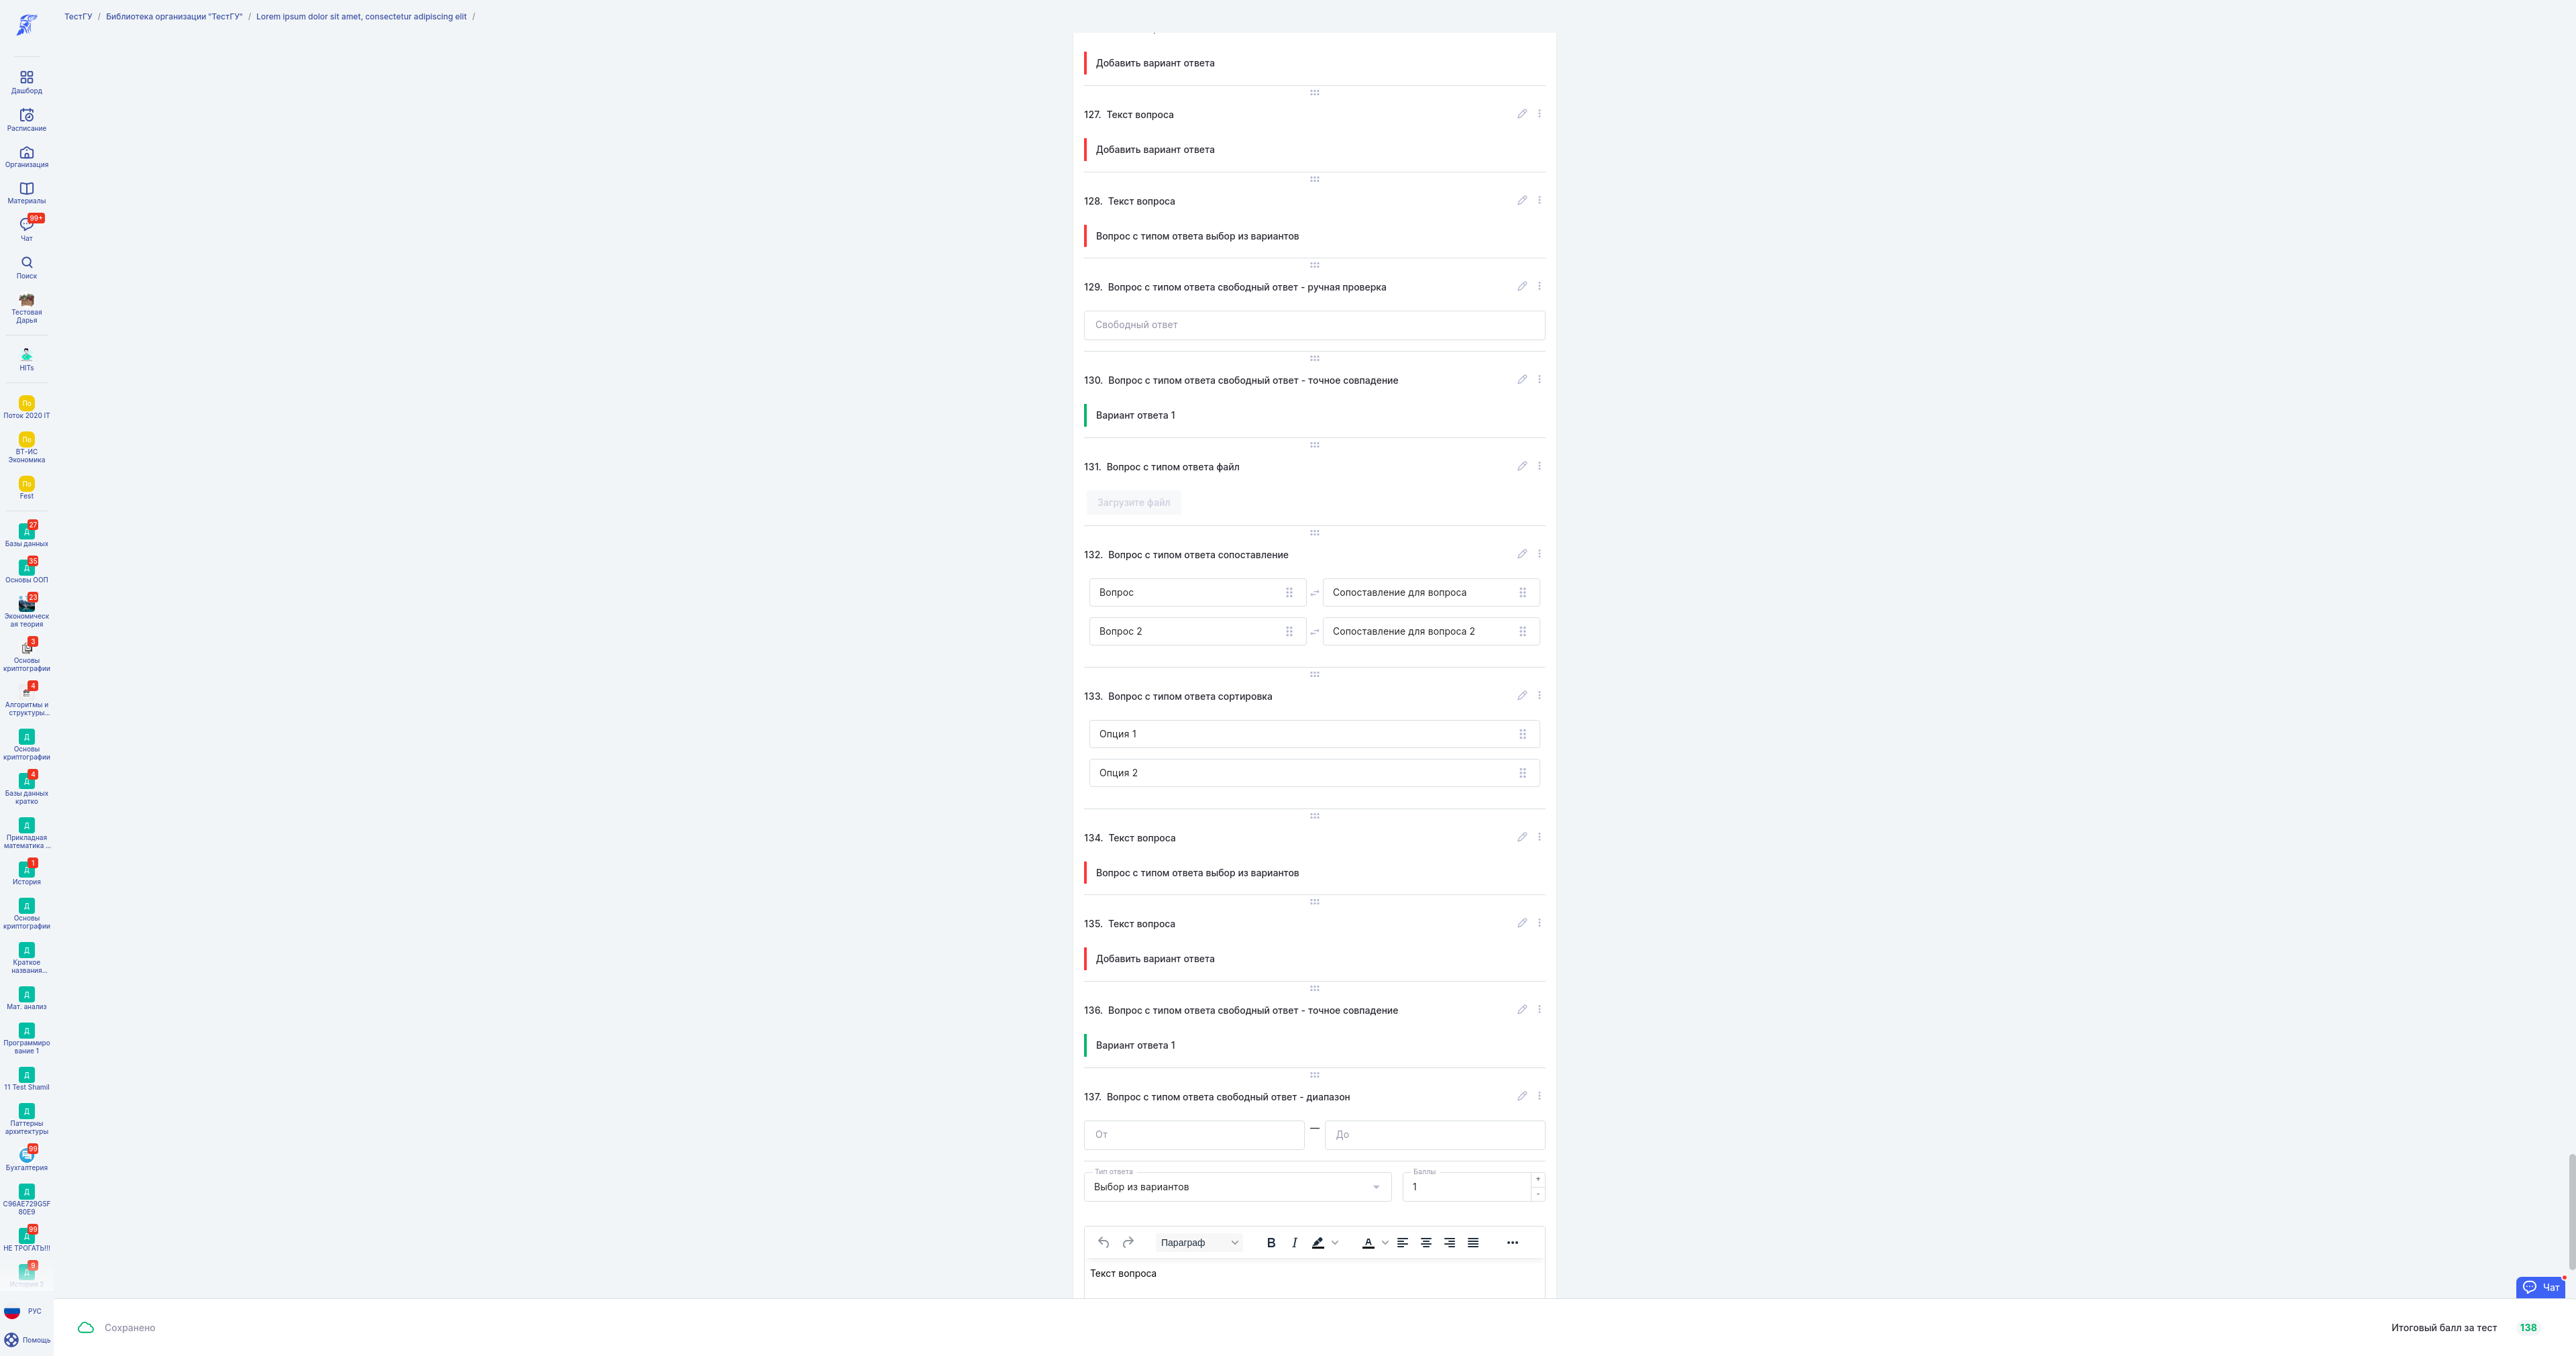 ТестГУ / Библиотека организации "ТестГУ" / Lorem ipsum dolor sit amet, consectetur adipiscing elit /
Дашборд
Расписание
Организация
Материалы
99+
Чат
Поиск
Тестовая
Дарья
HITs
По
Поток 2020 IT
По
ВТ-ИС
Экономика
По
Fest
27
Д
Базы данных
35
Д
Основы ООП
23
Экономическ
ая теория
3
Основы
криптографии
4
Алгоритмы и
структуры...
Д
Основы
криптографии
4
Д
Базы данных
кратко
Д
Прикладная
математика ...
1
Д
История
Д
Основы
криптографии
Д
Краткое
названия...
Д
Мат. анализ
Д
Программиро
вание 1
Д
11 Test Shamil
Д
Паттерны
архитектуры
99
Бухгалтерия
Д
C96AE729G5F
80E9
99
Д
НЕ ТРОГАТЬ!!!
9
Д
История 2
РУС
Помощь
Добавить вариант ответа
127. Текст вопроса
Добавить вариант ответа
128. Текст вопроса
Вопрос с типом ответа выбор из вариантов
129. Вопрос с типом ответа свободный ответ - ручная проверка
Свободный ответ
130. Вопрос с типом ответа свободный ответ - точное совпадение
Вариант ответа 1
131. Вопрос с типом ответа файл
Загрузите файл
132. Вопрос с типом ответа сопоставление
Вопрос Сопоставление для вопроса
Вопрос 2 Сопоставление для вопроса 2
133. Вопрос с типом ответа сортировка
Опция 1
Опция 2
134. Текст вопроса
Вопрос с типом ответа выбор из вариантов
135. Текст вопроса
Добавить вариант ответа
136. Вопрос с типом ответа свободный ответ - точное совпадение
Вариант ответа 1
137. Вопрос с типом ответа свободный ответ - диапазон
От — До
Тип ответа Баллы
Выбор из вариантов 1 + -
Параграф B I A
Текст вопроса
Чат
Сохранено
Итоговый балл за тест 138